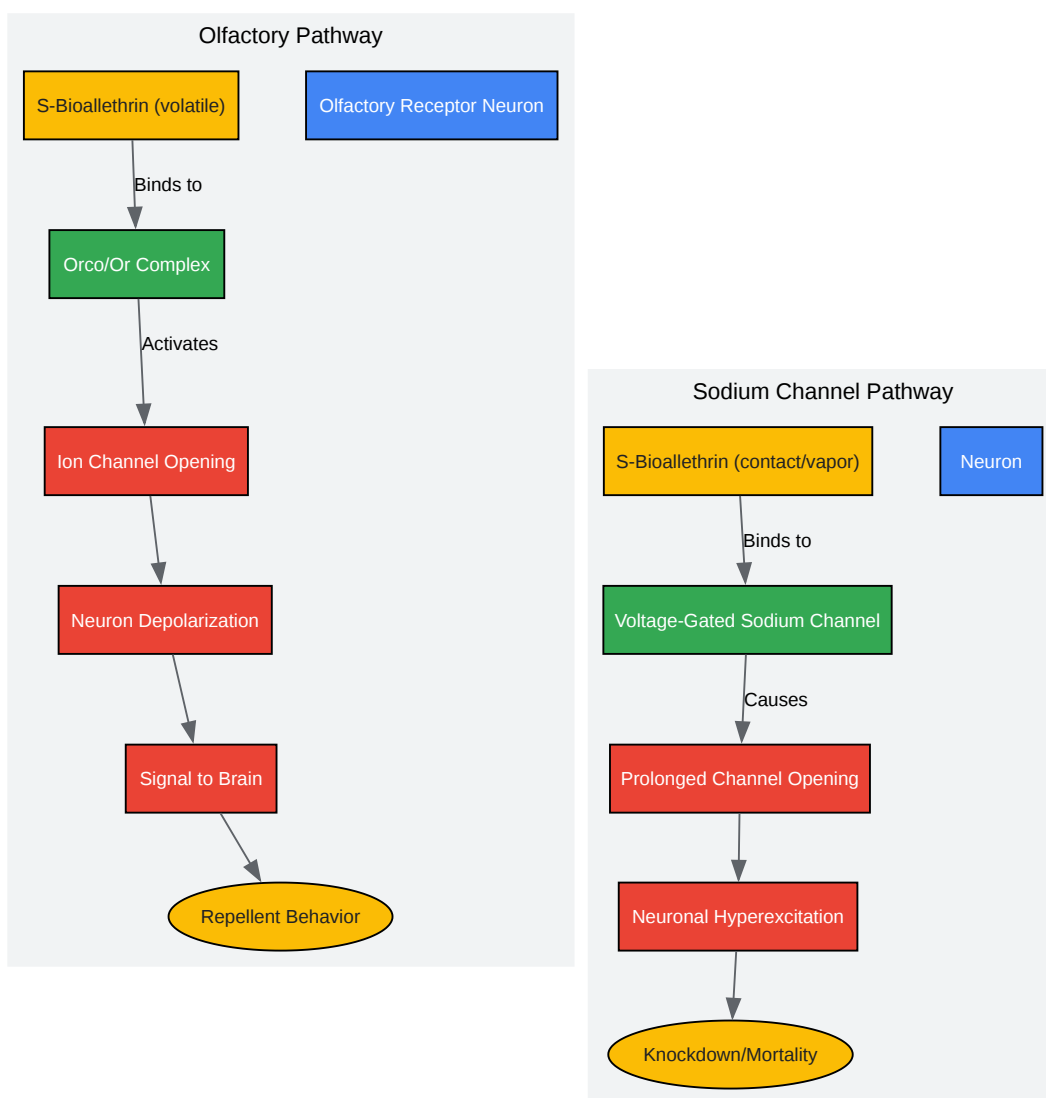 Olfactory Pathway
S-Bioallethrin (volatile)
Olfactory Receptor Neuron
Binds to
Orco/Or Complex
Activates
Ion Channel Opening
Neuron Depolarization
Signal to Brain
Repellent Behavior
Sodium Channel Pathway
S-Bioallethrin (contact/vapor)
Neuron
Binds to
Voltage-Gated Sodium Channel
Causes
Prolonged Channel Opening
Neuronal Hyperexcitation
Knockdown/Mortality